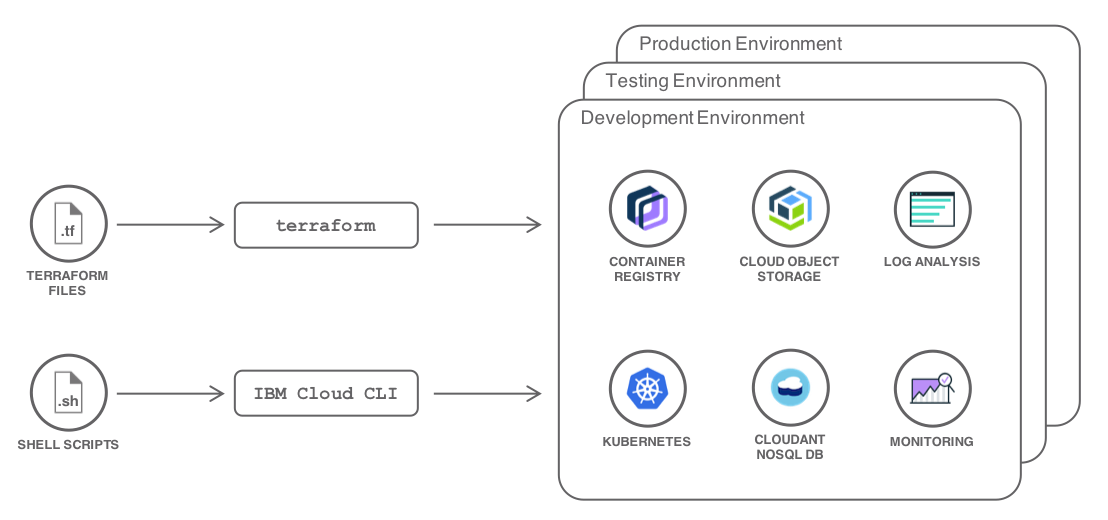 Production Environment
Testing Environment
Development Environment
.tf
TERRAFORM
FILES
terraform
CONTAINER
REGISTRY
CLOUD OBJECT
STORAGE
LOG ANALYSIS
.sh
SHELL SCRIPTS
IBM Cloud CLI
KUBERNETES
CLOUDANT
NOSQL DB
MONITORING